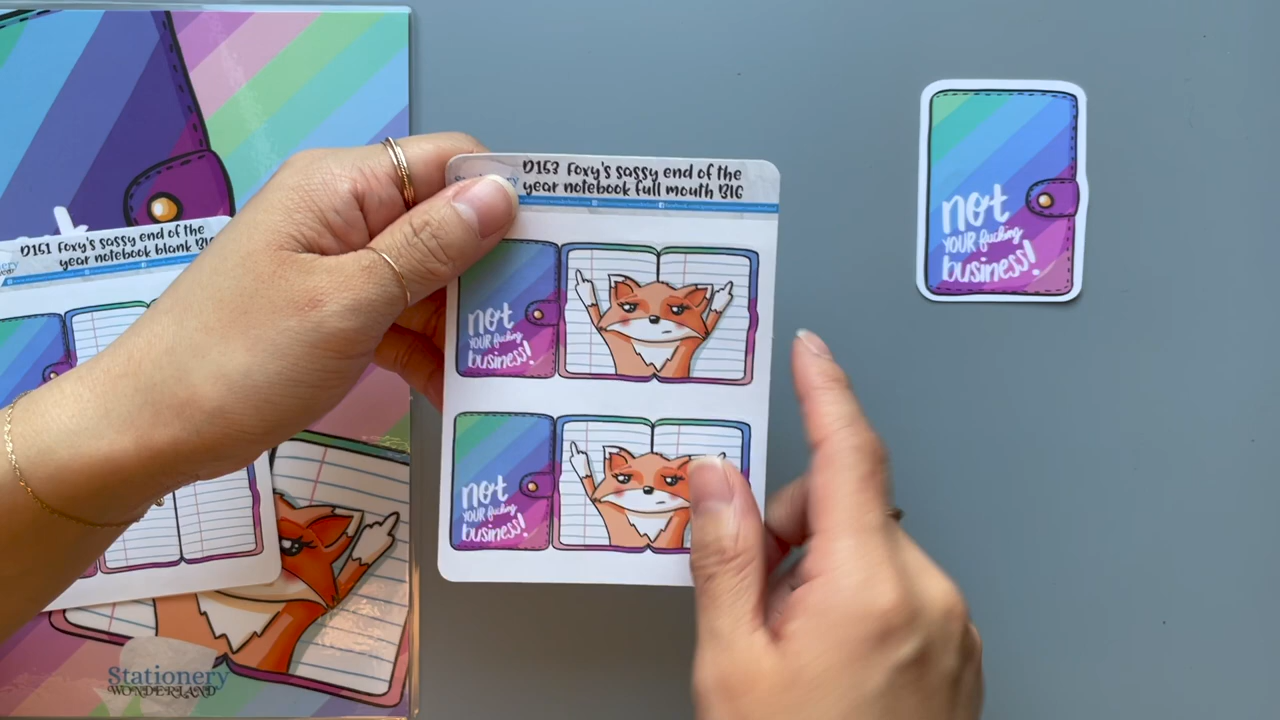 D153 Foxy's sassy end of the
year notebook full mouth BIG
not
YOUR fucking
business!
not
YOUR fucking
business!
D151 Foxy's sassy end of the
year notebook blank BIG
not
YOUR fucking
business!
Stationery
WONDERLAND